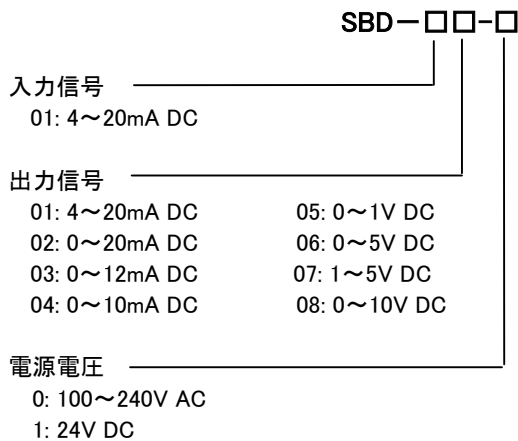 SBD－□□-□
入力信号
01: 4～20mA DC
出力信号
01: 4～20mA DC 05: 0～1V DC
02: 0～20mA DC 06: 0～5V DC
03: 0～12mA DC 07: 1～5V DC
04: 0～10mA DC 08: 0～10V DC
電源電圧
0: 100～240V AC
1: 24V DC